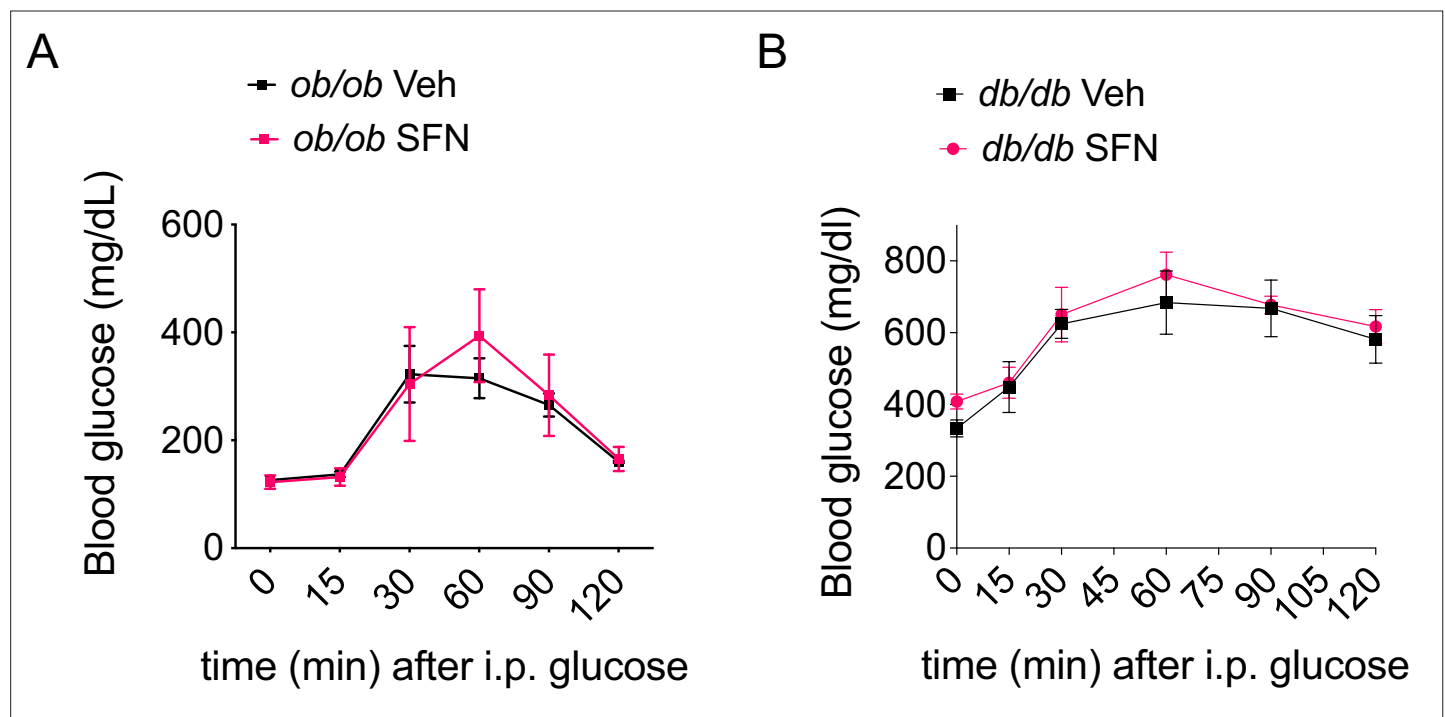 A
ob/ob Veh
ob/ob SFN
Blood glucose (mg/dL)
600
400
200
0
0 15 30 60 90 120
time (min) after i.p. glucose
B
db/db Veh
db/db SFN
Blood glucose (mg/dl)
800
600
400
200
0
0 15 30 45 60 75 90 105 120
time (min) after i.p. glucose